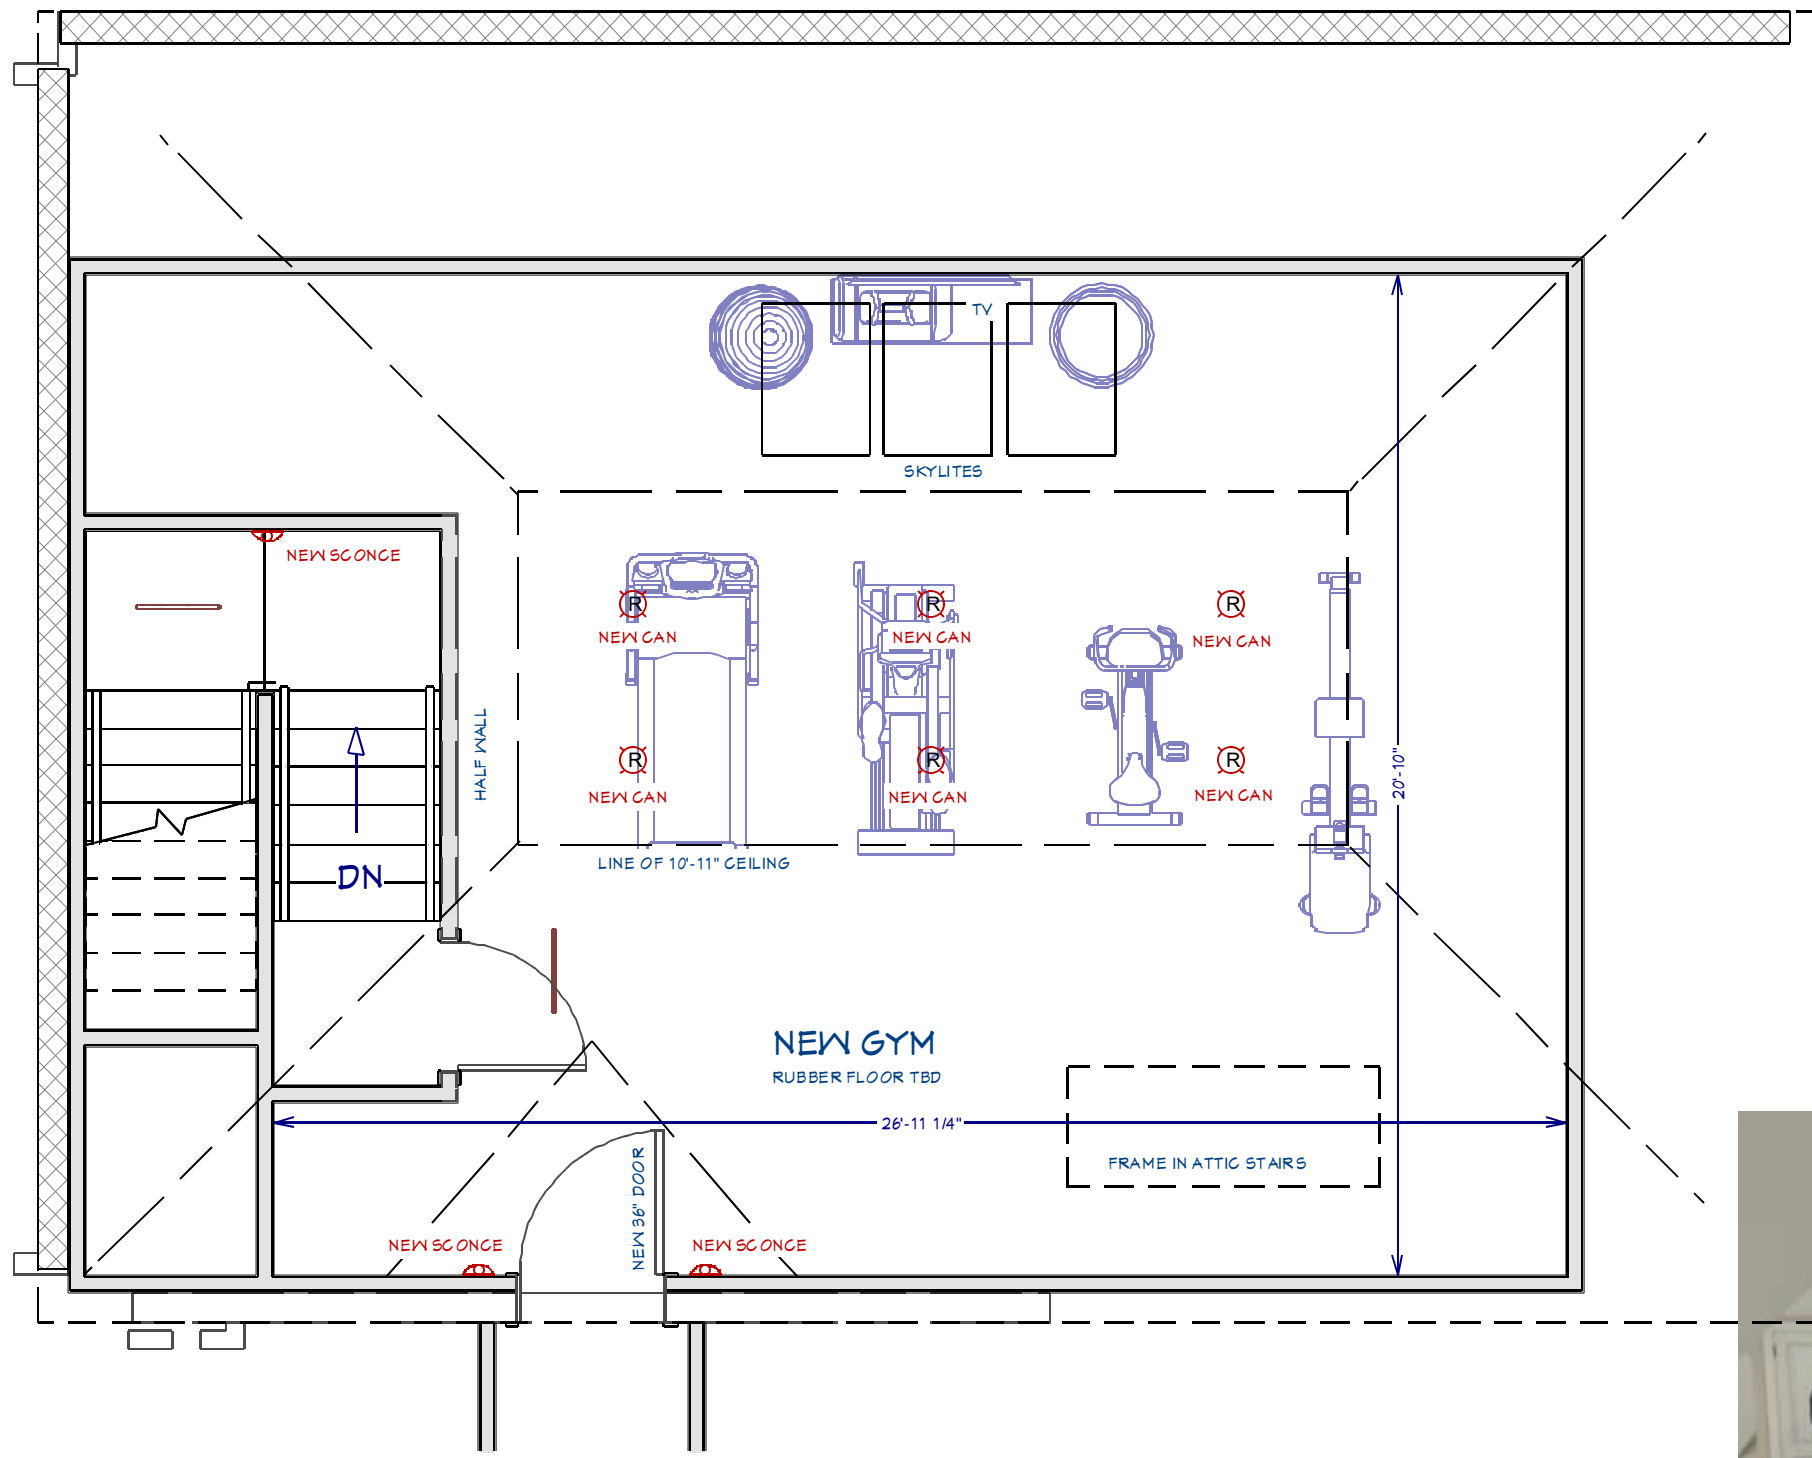 TV
SKYLITES
NEW SCONCE
R
R
R
NEW CAN
NEW CAN
NEW CAN
HALF WALL
R
R
R
NEW CAN
NEW CAN
NEW CAN
20'-10"
LINE OF 10'-11" CEILING
DN
NEW GYM
RUBBER FLOOR TBD
26'-11 1/4"
FRAME IN ATTIC STAIRS
NEW 36" DOOR
NEW SCONCE
NEW SCONCE